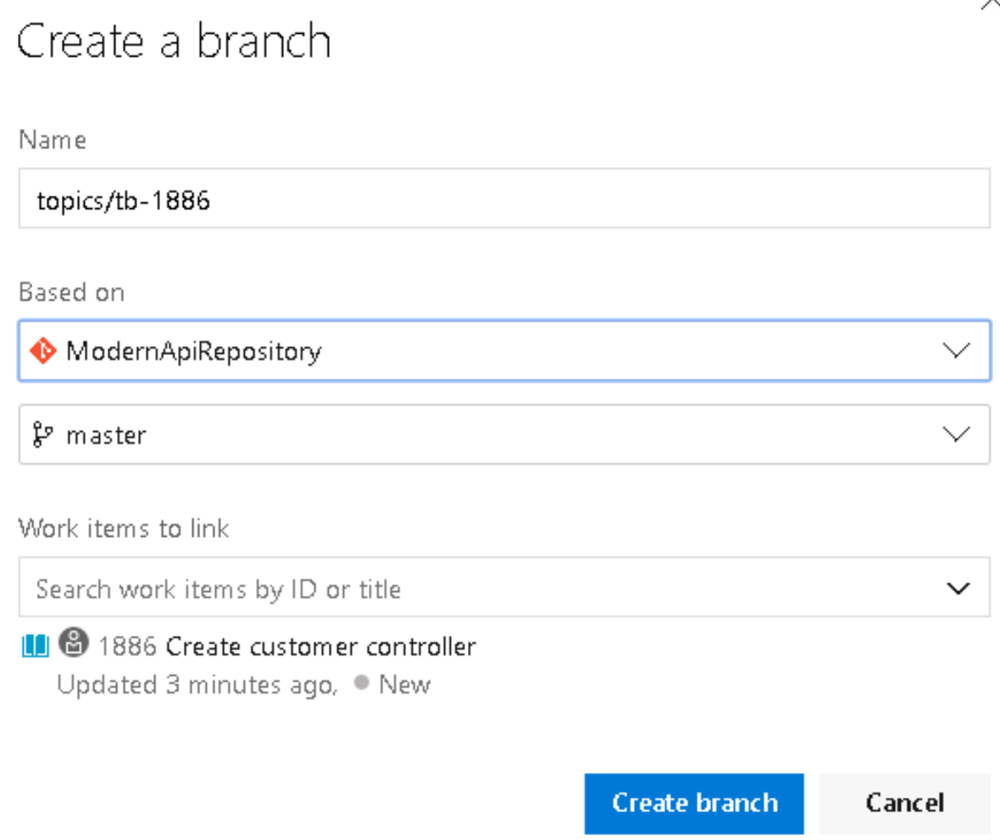 Create a branch
Name
topics/tb-1886
Based on
ModernApiRepository
master
Work items to link
Search work items by ID or title
1886 Create customer controller
Updated 3 minutes ago, New
Create branch
Cancel